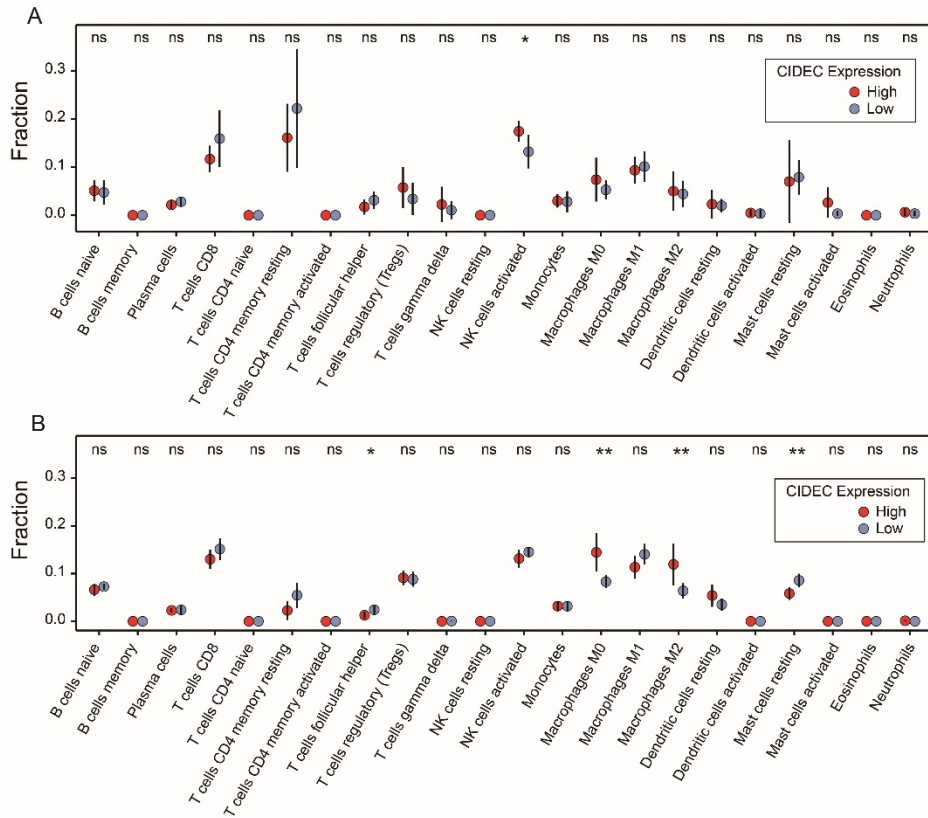 A
ns ns ns ns ns ns ns ns ns ns ns * ns ns ns ns ns ns ns ns ns ns
CIDEC Expression
High
Low
Fraction
0.3
0.2
0.1
0.0
B cells naive
B cells memory
Plasma cells
T cells CD8
T cells CD4 naive
T cells CD4 memory resting
T cells CD4 memory activated
T cells follicular helper
T cells regulatory (Tregs)
T cells gamma delta
NK cells resting
NK cells activated
Monocytes
Macrophages M0
Macrophages M1
Macrophages M2
Dendritic cells resting
Dendritic cells activated
Mast cells resting
Mast cells activated
Eosinophils
Neutrophils
B
ns ns ns ns ns ns ns * ns ns ns ns ns ** ns ** ns ns ** ns ns ns
CIDEC Expression
High
Low
Fraction
0.3
0.2
0.1
0.0
B cells naive
B cells memory
Plasma cells
T cells CD8
T cells CD4 naive
T cells CD4 memory resting
T cells CD4 memory activated
T cells follicular helper
T cells regulatory (Tregs)
T cells gamma delta
NK cells resting
NK cells activated
Monocytes
Macrophages M0
Macrophages M1
Macrophages M2
Dendritic cells resting
Dendritic cells activated
Mast cells resting
Mast cells activated
Eosinophils
Neutrophils